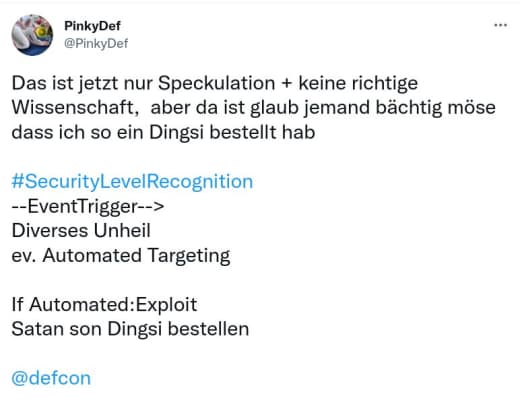 PinkyDef
@PinkyDef
Das ist jetzt nur Speckulation + keine richtige
Wissenschaft, aber da ist glaub jemand bächtig möse
dass ich so ein Dingsi bestellt hab
#SecurityLevelRecognition
--EventTrigger-->
Diverses Unheil
ev. Automated Targeting
If Automated:Exploit
Satan son Dingsi bestellen
@defcon